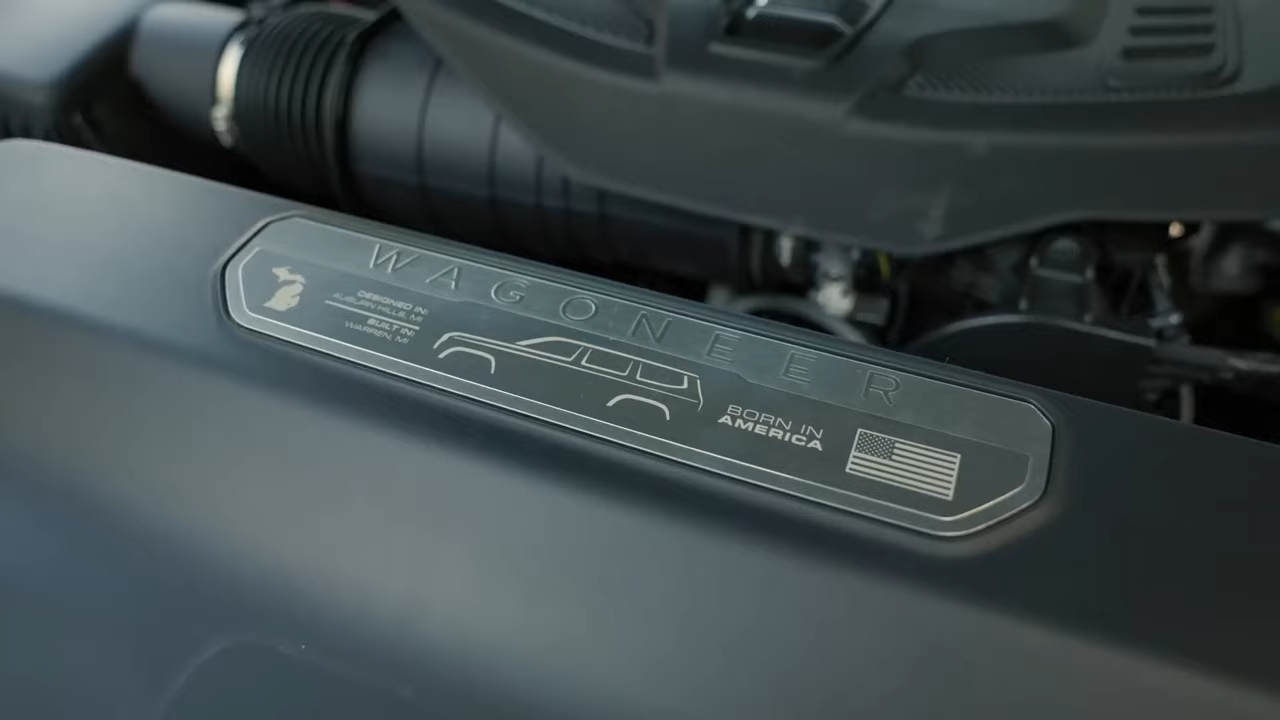 WAGONEER
DESIGNED IN:
AUBURN HILLS, MI
BUILT IN:
WARREN, MI
BORN IN
AMERICA